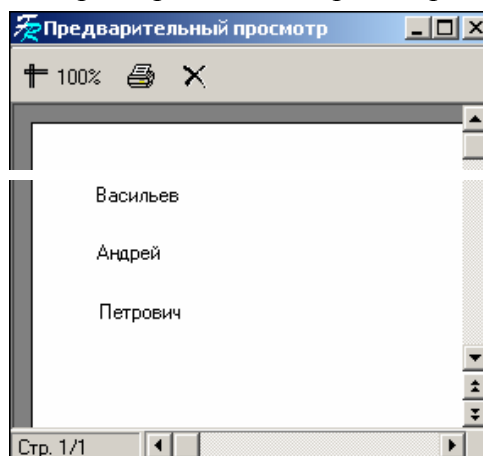 Предварительный просмотр
100%
Васильев
Андрей
Петрович
Стр. 1/1